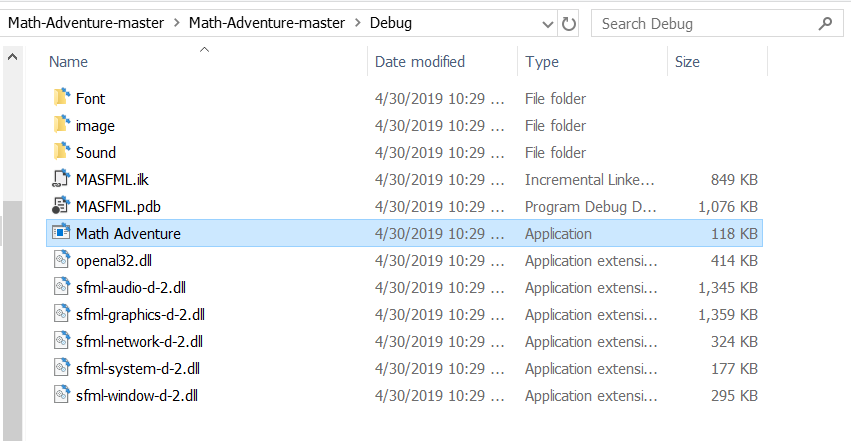 Math-Adventure-master > Math-Adventure-master > Debug Search Debug
Name Date modified Type Size
Font 4/30/2019 10:29 ... File folder
image 4/30/2019 10:29 ... File folder
Sound 4/30/2019 10:29 ... File folder
MASFML.ilk 4/30/2019 10:29 ... Incremental Linke... 849 KB
MASFML.pdb 4/30/2019 10:29 ... Program Debug D... 1,076 KB
Math Adventure 4/30/2019 10:29 ... Application 118 KB
openal32.dll 4/30/2019 10:29 ... Application extensi... 414 KB
sfml-audio-d-2.dll 4/30/2019 10:29 ... Application extensi... 1,345 KB
sfml-graphics-d-2.dll 4/30/2019 10:29 ... Application extensi... 1,359 KB
sfml-network-d-2.dll 4/30/2019 10:29 ... Application extensi... 324 KB
sfml-system-d-2.dll 4/30/2019 10:29 ... Application extensi... 177 KB
sfml-window-d-2.dll 4/30/2019 10:29 ... Application extensi... 295 KB